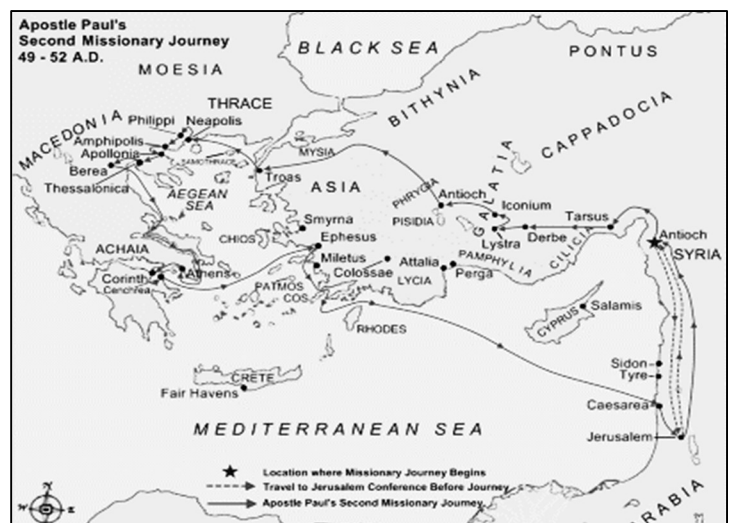 Apostle Paul's
Second Missionary Journey
49 - 52 A.D.
BLACK SEA
PONTUS
MOESIA
THRACE
BITHYNIA
MACEDONIA
Philippi
Neapolis
CAPPADOCIA
Amphipolis
Apollonia
SAMOTHRACE
MYSIA
GALATIA
Berea
Troas
Thessalonica
ASIA
PHRYGIA
Antioch
Iconium
AEGEAN
SEA
PISIDIA
Tarsus
Smyrna
Lystra
Derbe
CILICIA
Antioch
CHIOS
Ephesus
SYRIA
ACHAIA
Miletus
Attalia
PAMPHYLIA
Colossae
Perga
Athens
LYCIA
Corinth
Cenchrea
PATMOS
COS
Salamis
CYPRUS
RHODES
Sidon
Tyre
CRETE
Fair Havens
Caesarea
MEDITERRANEAN SEA
Jerusalem
Location where Missionary Journey Begins
Travel to Jerusalem Conference Before Journey
Apostle Paul's Second Missionary Journey
ARABIA
N
W
E
S